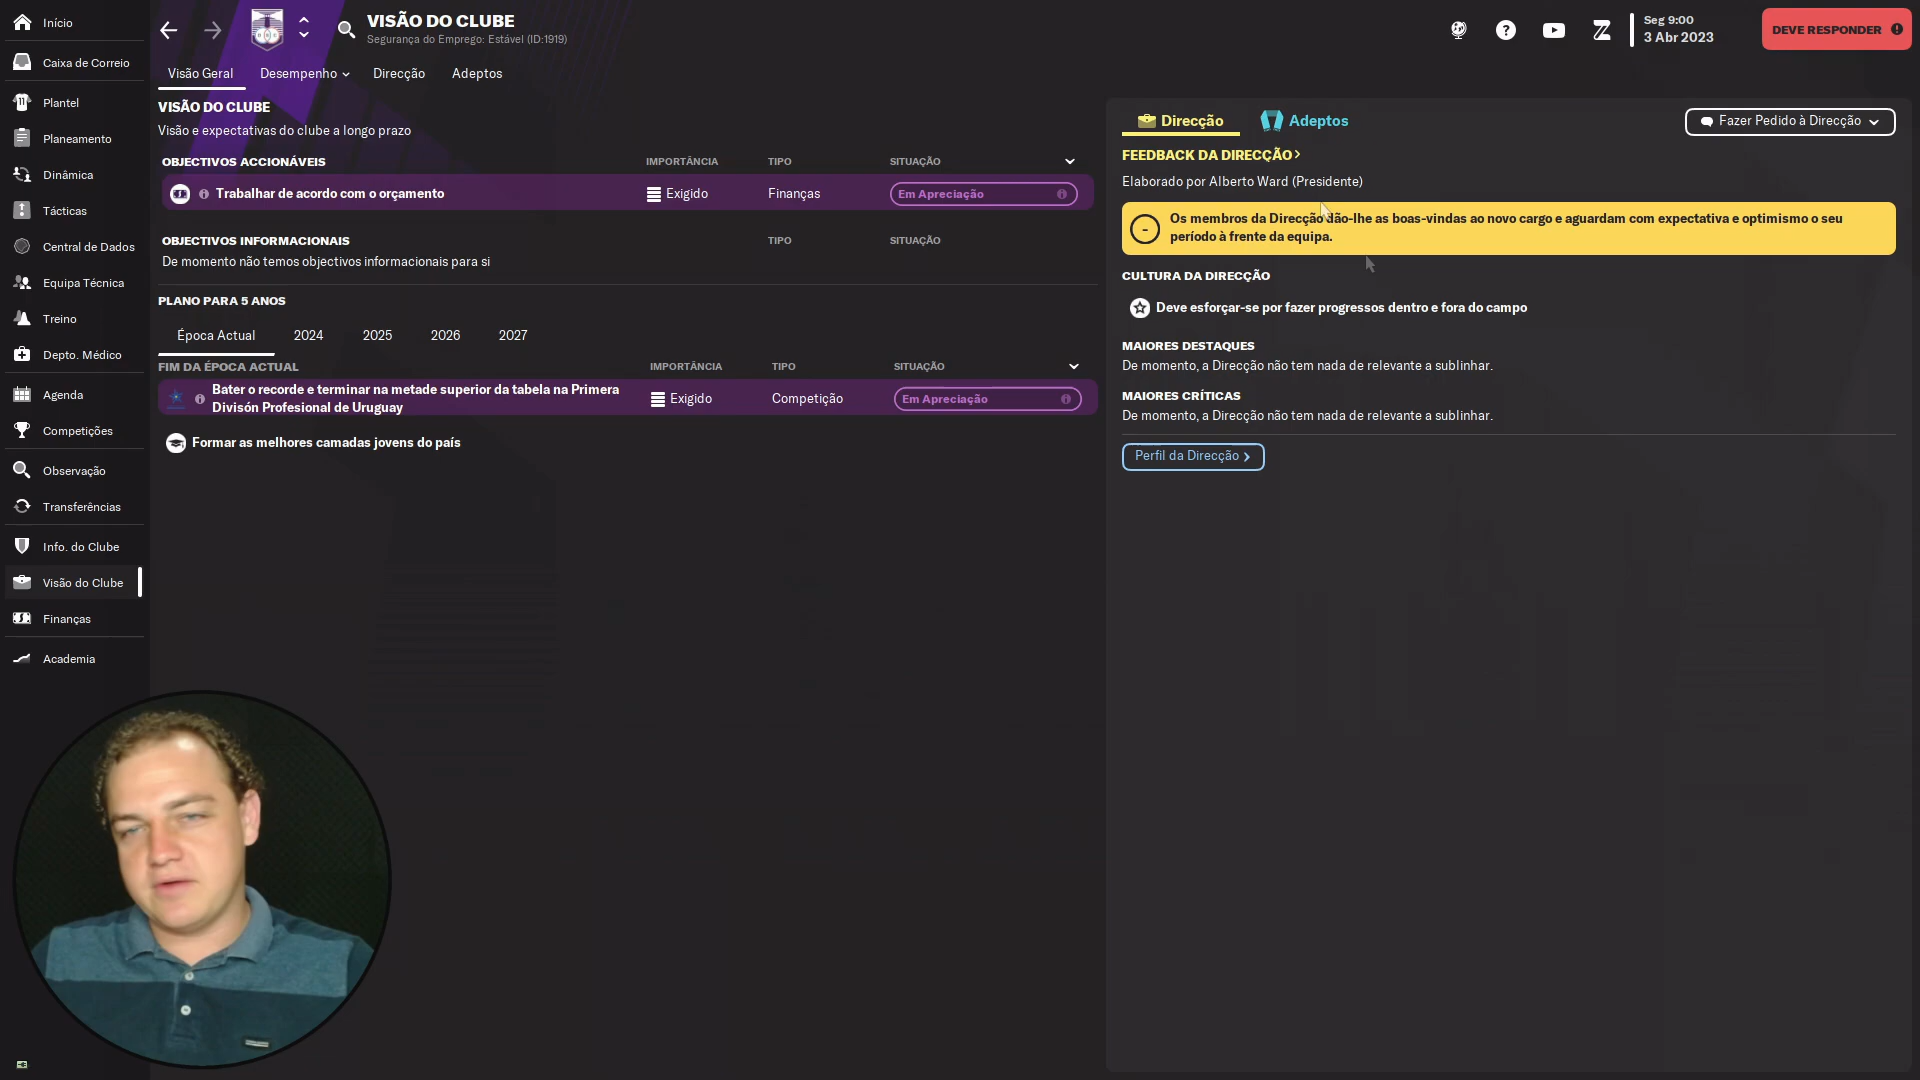 Início
Caixa de Correio
Plantel
Planeamento
Dinâmica
Tácticas
Central de Dados
Equipa Técnica
Treino
Depto. Médico
Agenda
Competições
Observação
Transferências
Info. do Clube
Visão do Clube
Finanças
Academia
VISÃO DO CLUBE
Segurança do Emprego: Estável (ID:1919)
Seg 9:00
3 Abr 2023
DEVE RESPONDER
Visão Geral Desempenho Direcção Adeptos
VISÃO DO CLUBE
Visão e expectativas do clube a longo prazo
OBJECTIVOS ACCIONÁVEIS IMPORTÂNCIA TIPO SITUAÇÃO
Trabalhar de acordo com o orçamento Exigido Finanças Em Apreciação
OBJECTIVOS INFORMACIONAIS TIPO SITUAÇÃO
De momento não temos objectivos informacionais para si
PLANO PARA 5 ANOS
Época Actual 2024 2025 2026 2027
FIM DA ÉPOCA ACTUAL IMPORTÂNCIA TIPO SITUAÇÃO
Bater o recorde e terminar na metade superior da tabela na Primera
Divisón Profesional de Uruguay Exigido Competição Em Apreciação
Formar as melhores camadas jovens do país
Direcção Adeptos
Fazer Pedido à Direcção
FEEDBACK DA DIRECÇÃO
Elaborado por Alberto Ward (Presidente)
Os membros da Direcção dão-lhe as boas-vindas ao novo cargo e aguardam com expectativa e optimismo o seu
período à frente da equipa.
CULTURA DA DIRECÇÃO
Deve esforçar-se por fazer progressos dentro e fora do campo
MAIORES DESTAQUES
De momento, a Direcção não tem nada de relevante a sublinhar.
MAIORES CRÍTICAS
De momento, a Direcção não tem nada de relevante a sublinhar.
Perfil da Direcção